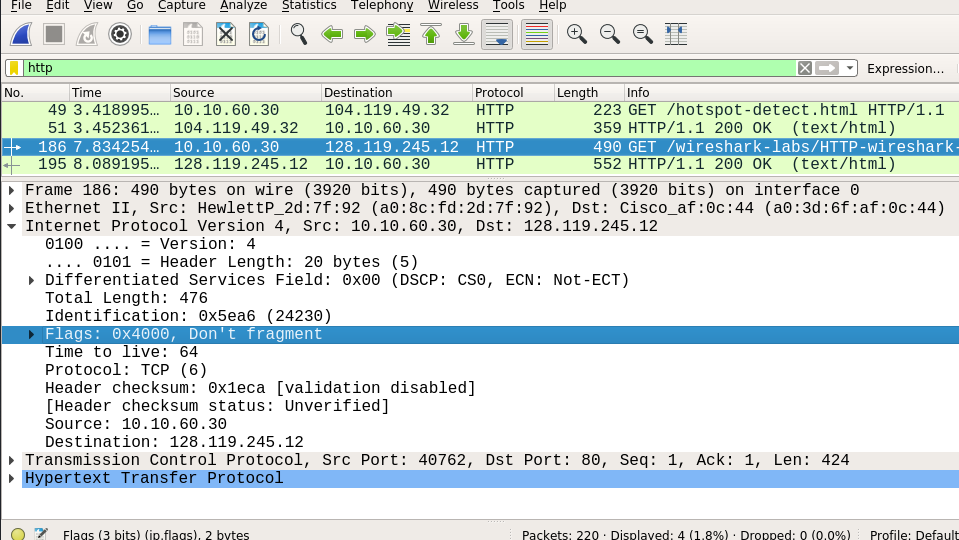 File Edit View Go Capture Analyze Statistics Telephony Wireless Tools Help
http Expression…
No. Time Source Destination Protocol Length Info
49 3.418995… 10.10.60.30 104.119.49.32 HTTP 223 GET /hotspot-detect.html HTTP/1.1
51 3.452361… 104.119.49.32 10.10.60.30 HTTP 359 HTTP/1.1 200 OK (text/html)
186 7.834254… 10.10.60.30 128.119.245.12 HTTP 490 GET /wireshark-labs/HTTP-wireshark-
195 8.089195… 128.119.245.12 10.10.60.30 HTTP 552 HTTP/1.1 200 OK (text/html)
Frame 186: 490 bytes on wire (3920 bits), 490 bytes captured (3920 bits) on interface 0
Ethernet II, Src: HewlettP_2d:7f:92 (a0:8c:fd:2d:7f:92), Dst: Cisco_af:0c:44 (a0:3d:6f:af:0c:44)
Internet Protocol Version 4, Src: 10.10.60.30, Dst: 128.119.245.12
0100 .... = Version: 4
.... 0101 = Header Length: 20 bytes (5)
Differentiated Services Field: 0x00 (DSCP: CS0, ECN: Not-ECT)
Total Length: 476
Identification: 0x5ea6 (24230)
Flags: 0x4000, Don't fragment
Time to live: 64
Protocol: TCP (6)
Header checksum: 0x1eca [validation disabled]
[Header checksum status: Unverified]
Source: 10.10.60.30
Destination: 128.119.245.12
Transmission Control Protocol, Src Port: 40762, Dst Port: 80, Seq: 1, Ack: 1, Len: 424
Hypertext Transfer Protocol
Flags (3 bits) (ip.flags), 2 bytes Packets: 220 · Displayed: 4 (1.8%) · Dropped: 0 (0.0%) Profile: Default